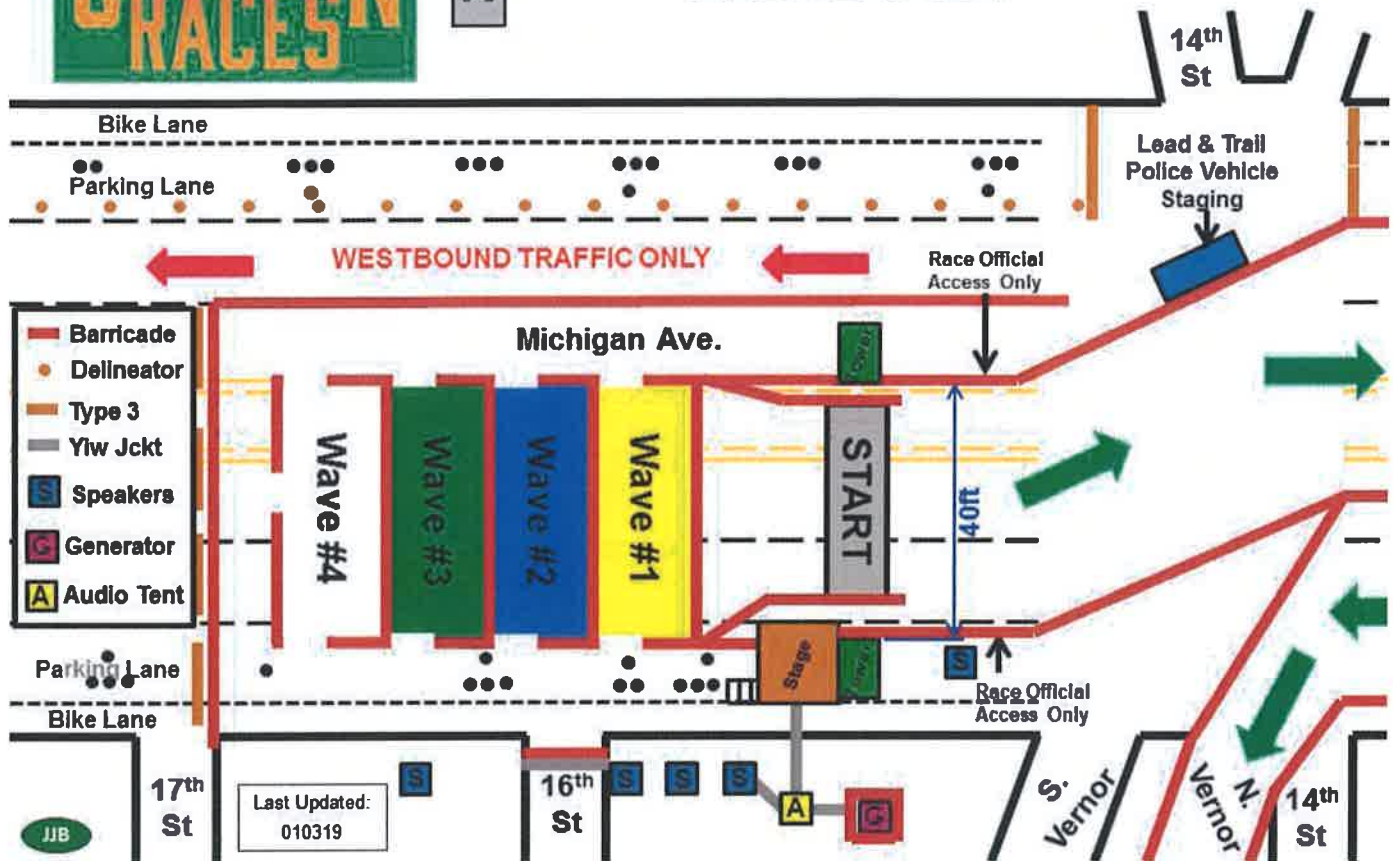 RACES
14th
St
Bike Lane
Parking Lane
Lead & Trail
Police Vehicle
Staging
WESTBOUND TRAFFIC ONLY
Race Official
Access Only
Michigan Ave.
Barricade
Delineator
Type 3
Ylw Jckt
S Speakers
G Generator
A Audio Tent
Wave #4
Wave #3
Wave #2
Wave #1
START
40ft
Parking Lane
Bike Lane
Stage
S
Race Official
Access Only
17th
St
Last Updated:
010319
S
16th
St
S
S
S
A
G
S.
Vernor
N.
Vernor
14th
St
JJB